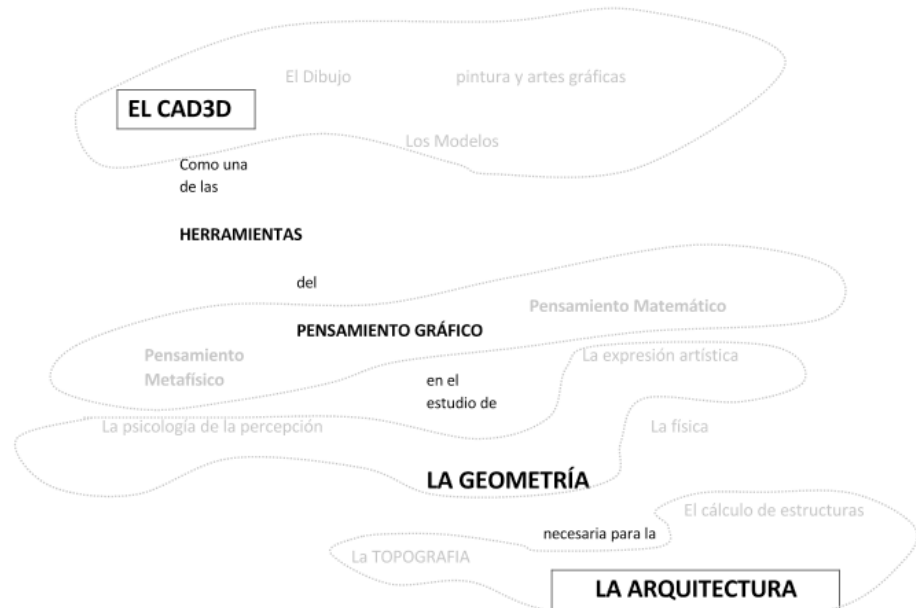 El Dibujo pintura y artes gráficas
EL CAD3D
Los Modelos
Como una
de las
HERRAMIENTAS
del
Pensamiento Matemático
PENSAMIENTO GRÁFICO
Pensamiento
Metafísico
La expresión artística
en el
estudio de
La psicología de la percepción
La física
LA GEOMETRÍA
El cálculo de estructuras
necesaria para la
La TOPOGRAFIA
LA ARQUITECTURA